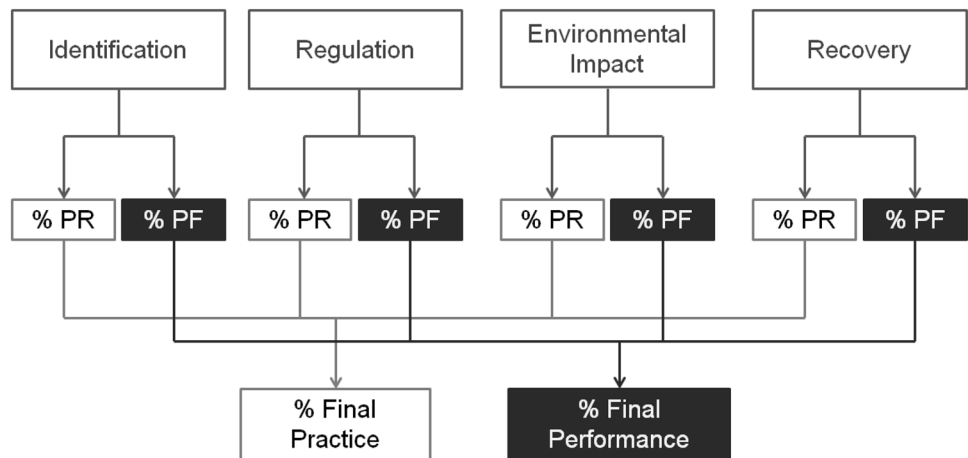 Identification
Regulation
Environmental
Impact
Recovery
% PR
% PF
% PR
% PF
% PR
% PF
% PR
% PF
% Final
Practice
% Final
Performance